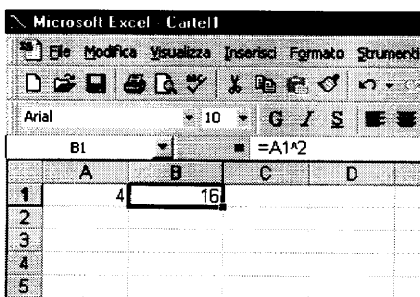 Microsoft Excel - Cartel1
File Modifica Visualizza Inserisci Formato Strumenti
Arial 10 G I S
B1 = =A1^2
A B C D
1 4 16
2
3
4
5